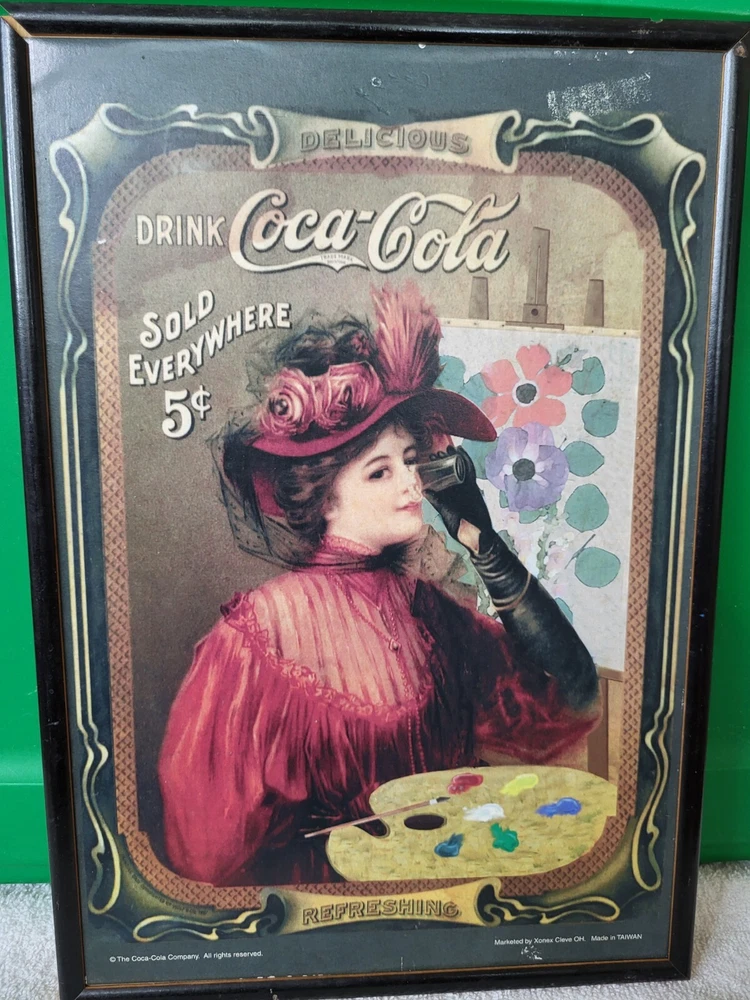 DELICIOUS
DRINK Coca-Cola
SOLD
EVERYWHERE
5¢
REFRESHING
Marketed by Xonex Cleve OH. Made in TAIWAN
© The Coca-Cola Company. All rights reserved.